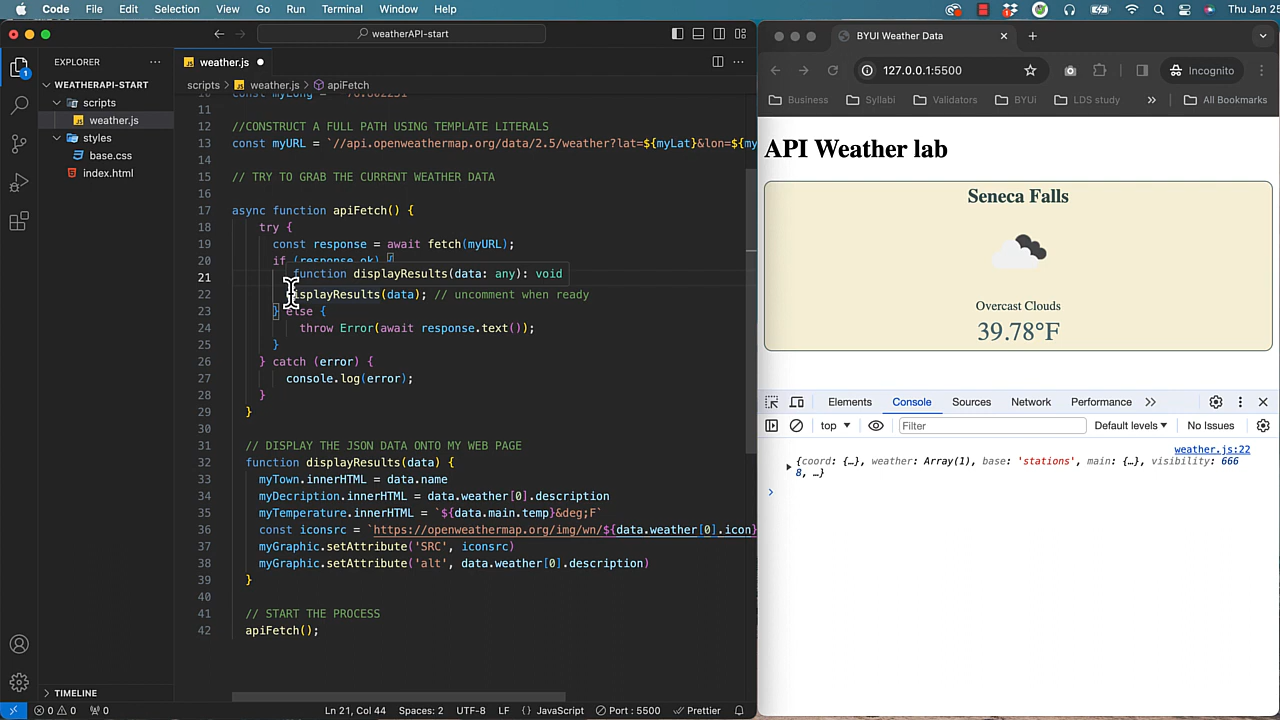 Code File Edit Selection View Go Run Terminal Window Help Thu Jan 25
weatherAPI-start
EXPLORER
WEATHERAPI-START
scripts
weather.js
styles
base.css
index.html
TIMELINE
weather.js
scripts > weather.js > apiFetch
11
12 //CONSTRUCT A FULL PATH USING TEMPLATE LITERALS
13 const myURL = `//api.openweathermap.org/data/2.5/weather?lat=${myLat}&lon=${my
14
15 // TRY TO GRAB THE CURRENT WEATHER DATA
16
17 async function apiFetch() {
18 try {
19 const response = await fetch(myURL);
20 if (response.ok) {
function displayResults(data: any): void
21
22 displayResults(data); // uncomment when ready
23 } else {
24 throw Error(await response.text());
25 }
26 } catch (error) {
27 console.log(error);
28 }
29 }
30
31 // DISPLAY THE JSON DATA ONTO MY WEB PAGE
32 function displayResults(data) {
33 myTown.innerHTML = data.name
34 myDecription.innerHTML = data.weather[0].description
35 myTemperature.innerHTML = `${data.main.temp}&deg;F`
36 const iconsrc = `https://openweathermap.org/img/wn/${data.weather[0].icon}
37 myGraphic.setAttribute('SRC', iconsrc)
38 myGraphic.setAttribute('alt', data.weather[0].description)
39 }
40
41 // START THE PROCESS
42 apiFetch();
0 0 0 Ln 21, Col 44 Spaces: 2 UTF-8 LF {} JavaScript Port : 5500 Prettier
BYUI Weather Data
127.0.0.1:5500 Incognito
Business Syllabi Validators BYUI LDS study » All Bookmarks
API Weather lab
Seneca Falls
Overcast Clouds
39.78°F
Elements Console Sources Network Performance »
top Filter Default levels No Issues
weather.js:22
{coord: {…}, weather: Array(1), base: 'stations', main: {…}, visibility: 666
8, …}